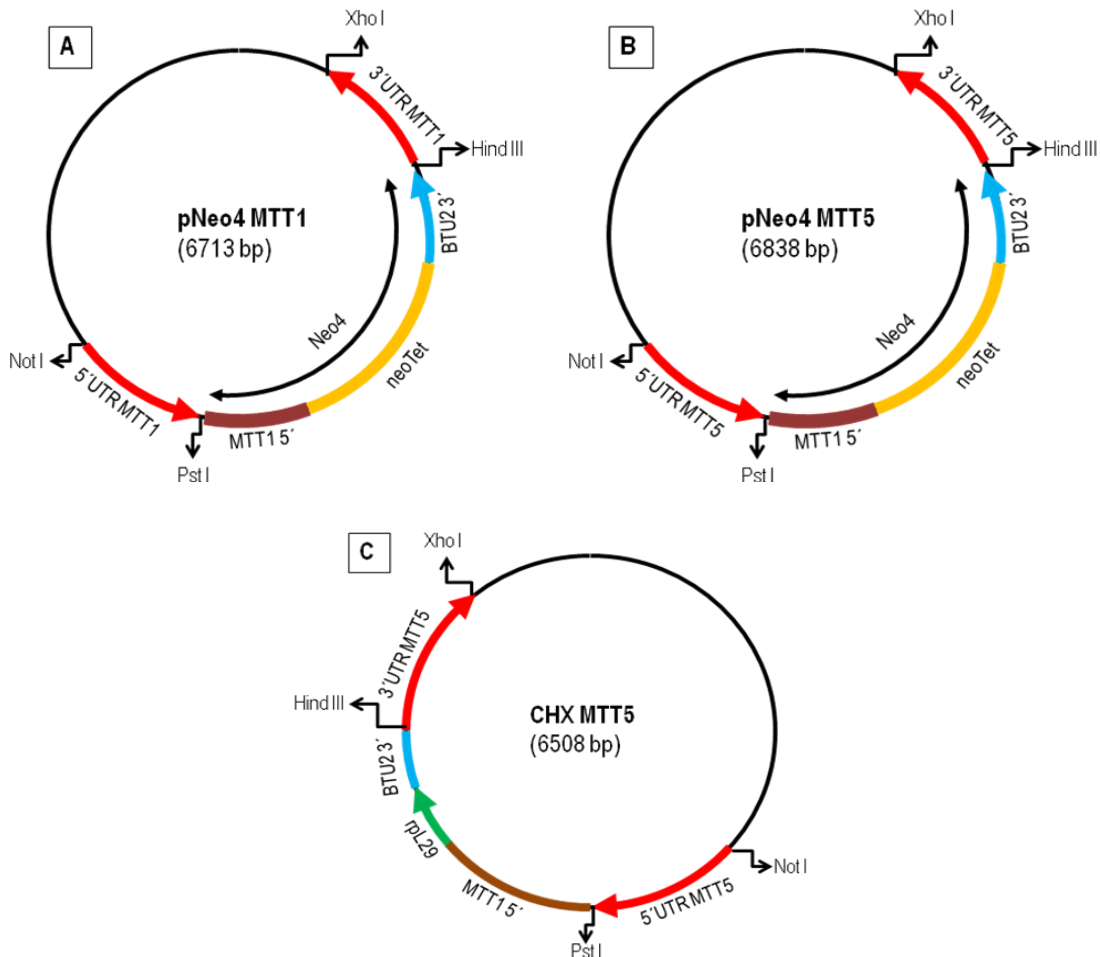 A
Xho I
3´UTR MTT1
Hind III
pNeo4 MTT1
(6713 bp)
BTU2 3´
Neo4
neoTet
Not I
5´UTR MTT1
MTT1 5´
Pst I
B
Xho I
3´UTR MTT5
Hind III
pNeo4 MTT5
(6838 bp)
BTU2 3´
Neo4
neoTet
Not I
5´UTR MTT5
MTT1 5´
Pst I
C
Xho I
3´UTR MTT5
Hind III
CHX MTT5
(6508 bp)
BTU2 3´
rpL29
Not I
MTT1 5´
5´UTR MTT5
Pst I